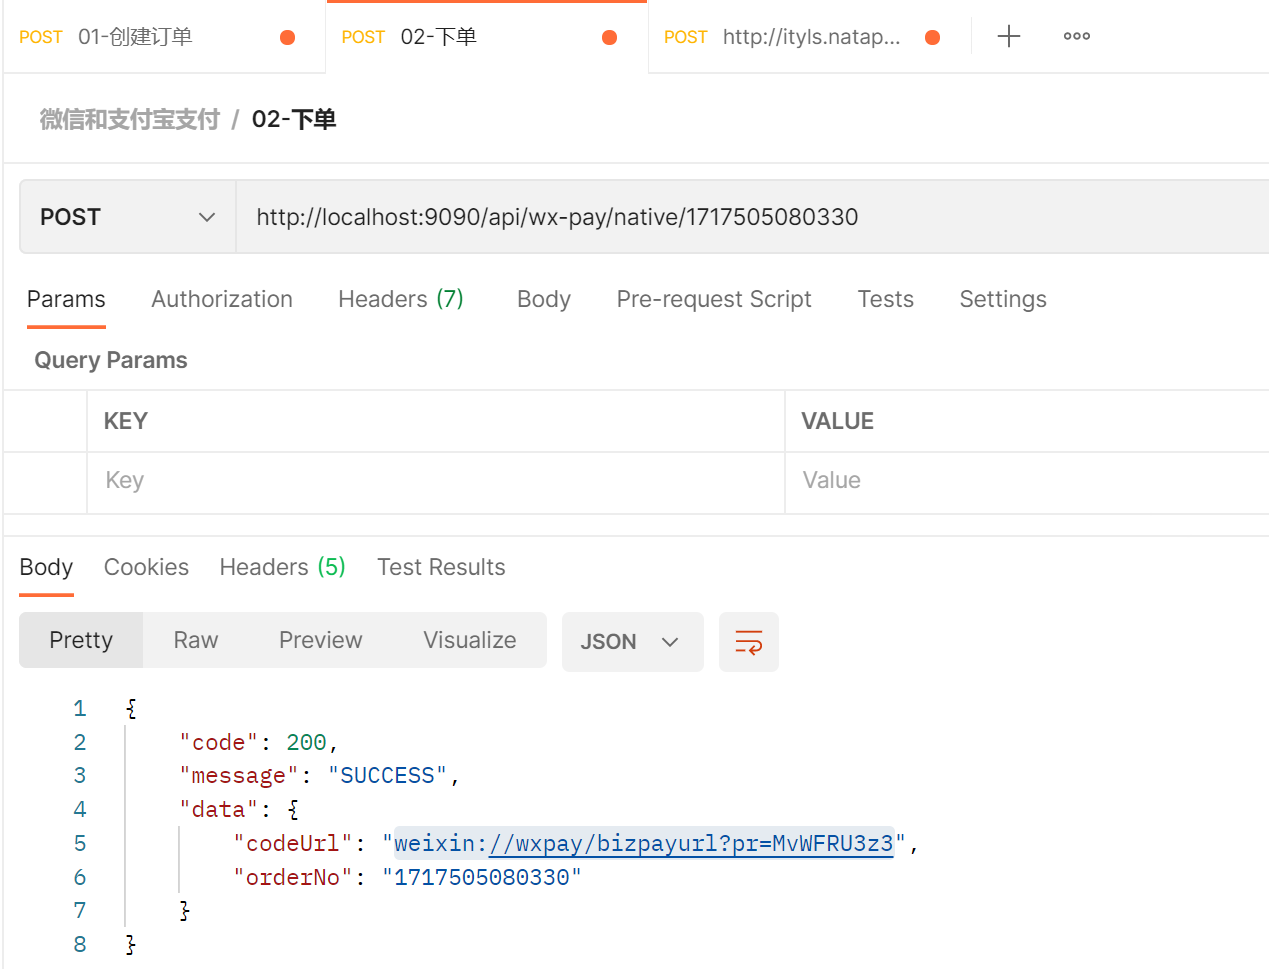 POST 01-创建订单 POST 02-下单 POST http://ityls.natap... + ooo
微信和支付宝支付 / 02-下单
POST http://localhost:9090/api/wx-pay/native/1717505080330
Params Authorization Headers (7) Body Pre-request Script Tests Settings
Query Params
KEY VALUE
Key Value
Body Cookies Headers (5) Test Results
Pretty Raw Preview Visualize JSON
1 {
2 "code": 200,
3 "message": "SUCCESS",
4 "data": {
5 "codeUrl": "weixin://wxpay/bizpayurl?pr=MvWFRU3z3",
6 "orderNo": "1717505080330"
7 }
8 }